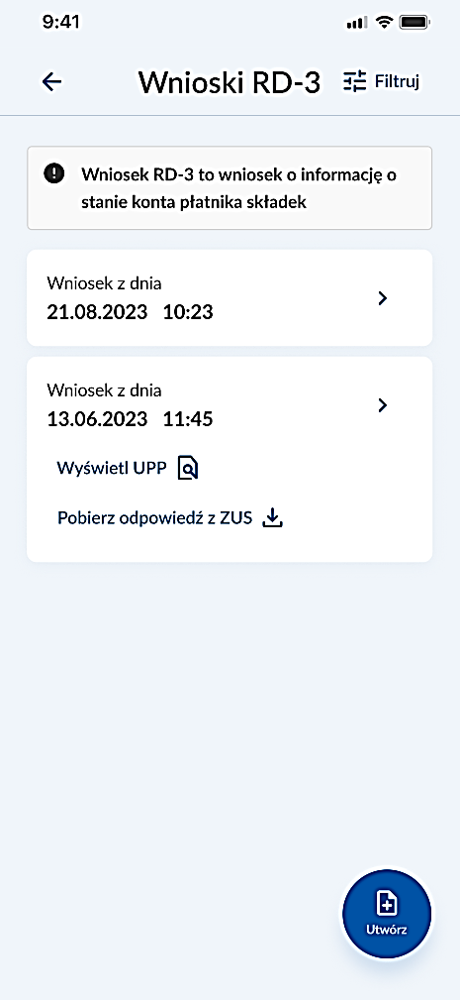 9:41
Wnioski RD-3
Filtruj
Wniosek RD-3 to wniosek o informację o
stanie konta płatnika składek
Wniosek z dnia
21.08.2023 10:23
Wniosek z dnia
13.06.2023 11:45
Wyświetl UPP
Pobierz odpowiedź z ZUS
Utwórz